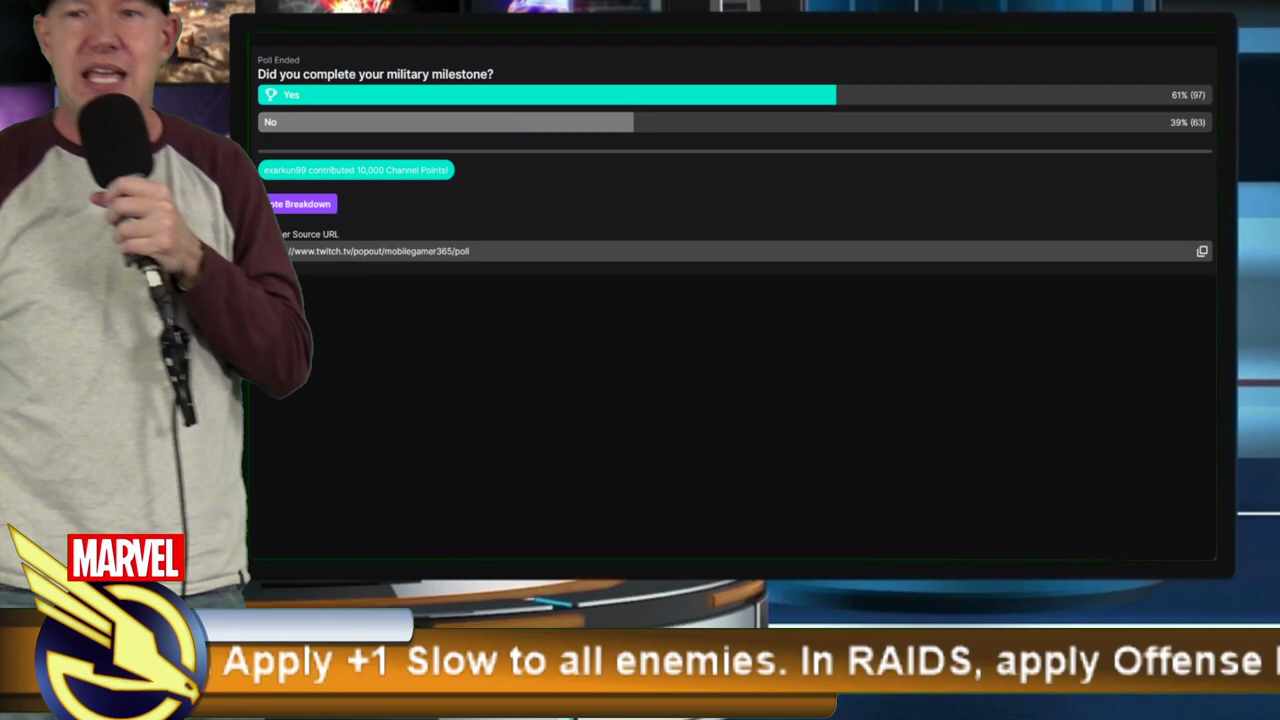 Poll Ended
Did you complete your military milestone?
Yes 61% (97)
No 39% (63)
exarkun99 contributed 10,000 Channel Points!
ote Breakdown
er Source URL
//www.twitch.tv/popout/mobilegamer365/poll
MARVEL
Apply +1 Slow to all enemies. In RAIDS, apply Offense